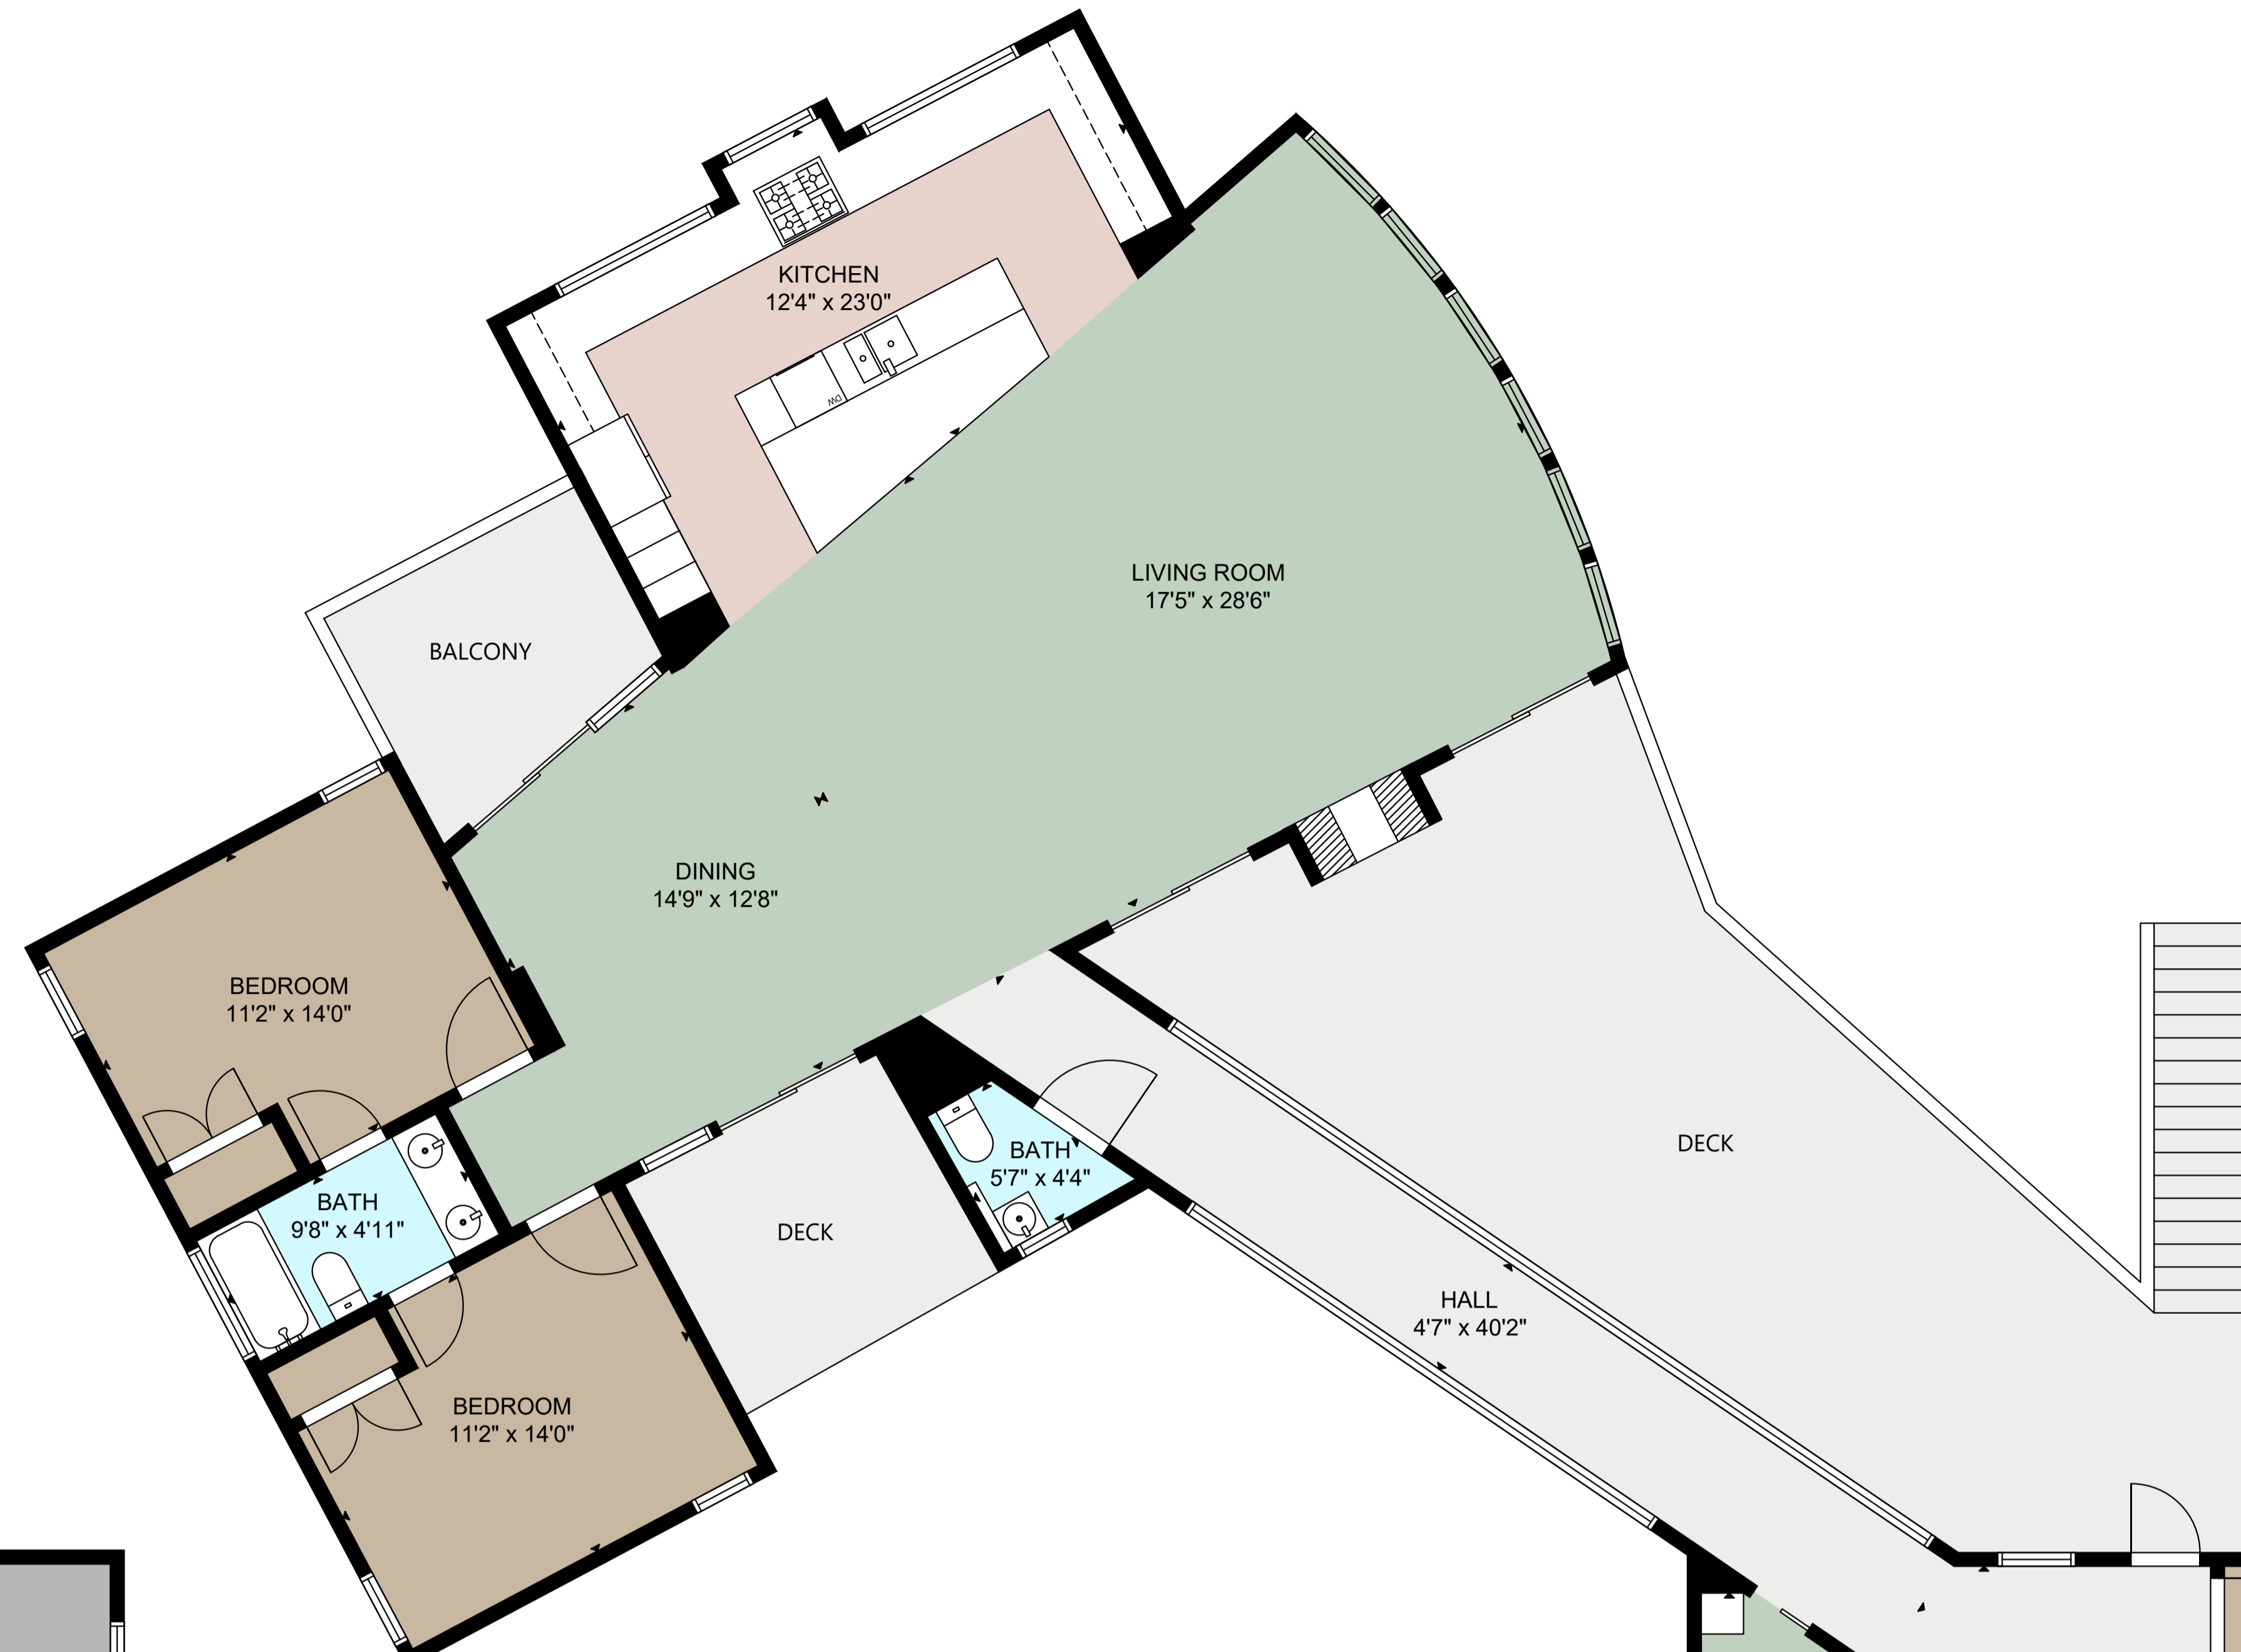 KITCHEN
12'4" x 23'0"
DW
LIVING ROOM
17'5" x 28'6"
BALCONY
DINING
14'9" x 12'8"
BEDROOM
11'2" x 14'0"
BATH
5'7" x 4'4"
DECK
BATH
9'8" x 4'11"
DECK
HALL
4'7" x 40'2"
BEDROOM
11'2" x 14'0"